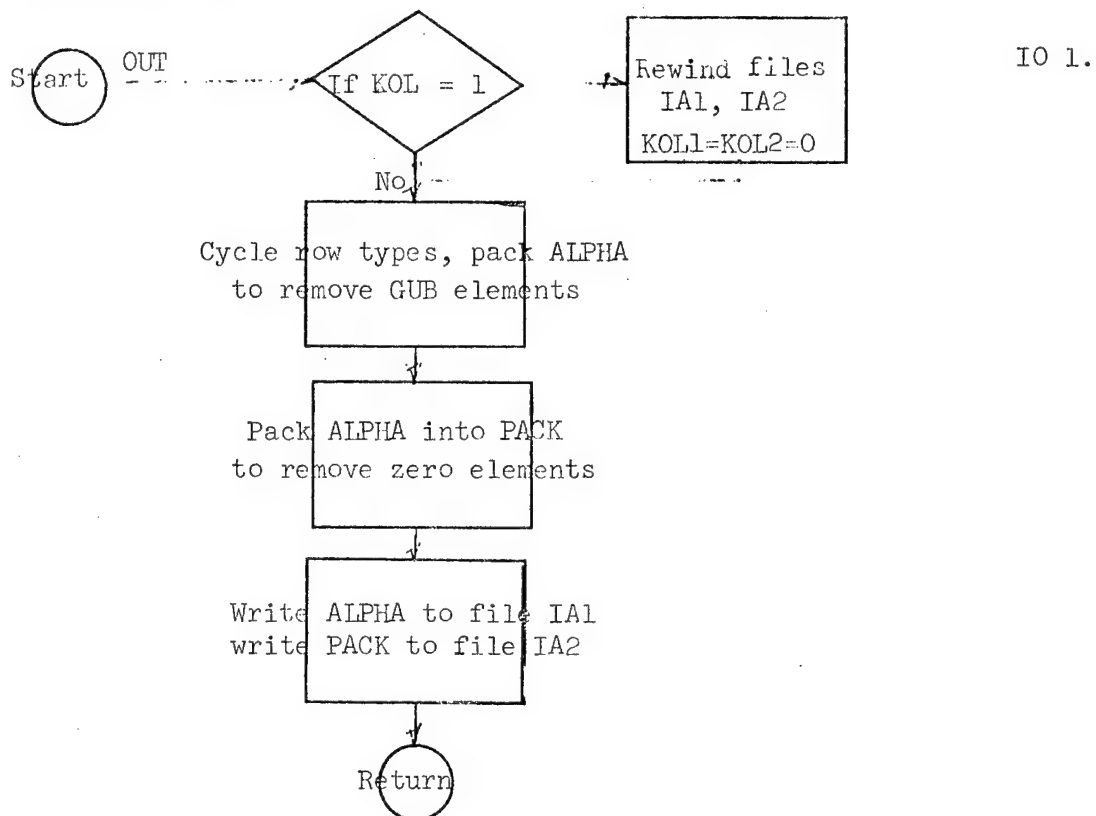 IO 1.
Start
OUT
If KOL = 1
Rewind files
IA1, IA2
KOL1=KOL2=0
No
Cycle row types, pack ALPHA
to remove GUB elements
Pack ALPHA into PACK
to remove zero elements
Write ALPHA to file IA1
write PACK to file IA2
Return